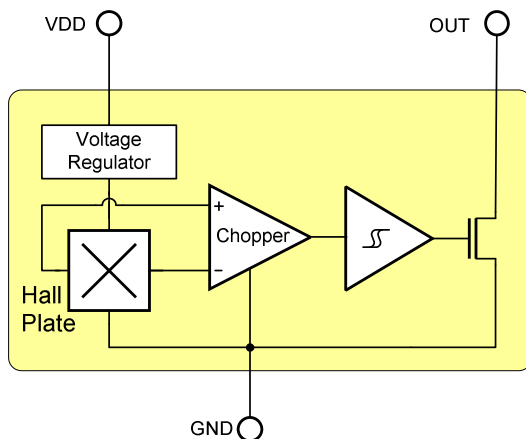 VDD
OUT
Voltage
Regulator
+
Chopper
−
Hall
Plate
GND